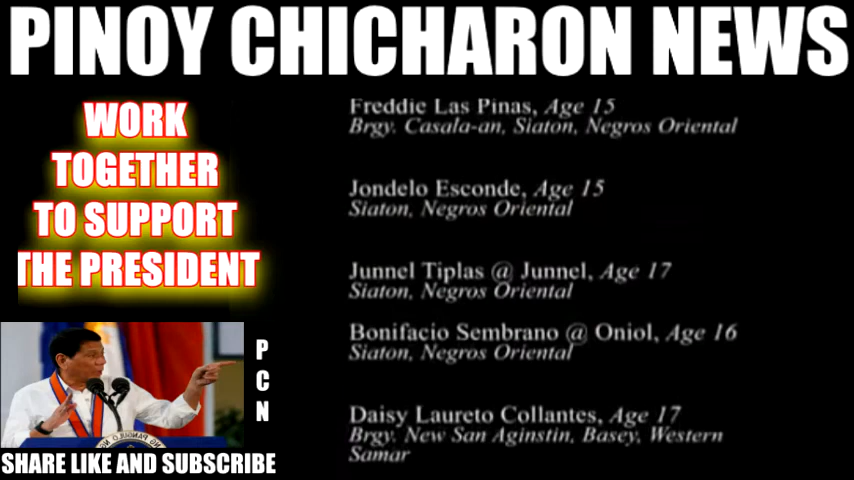 PINOY CHICHARON NEWS
WORK
TOGETHER
TO SUPPORT
THE PRESIDENT
P
C
N
SHARE LIKE AND SUBSCRIBE
Freddie Las Pinas, Age 15
Brgy. Casala-an, Siaton, Negros Oriental
Jondelo Esconde, Age 15
Siaton, Negros Oriental
Junnel Tiplas @ Junnel, Age 17
Siaton, Negros Oriental
Bonifacio Sembrano @ Oniol, Age 16
Siaton, Negros Oriental
Daisy Laureto Collantes, Age 17
Brgy. New San Aginstin, Basey, Western
Samar